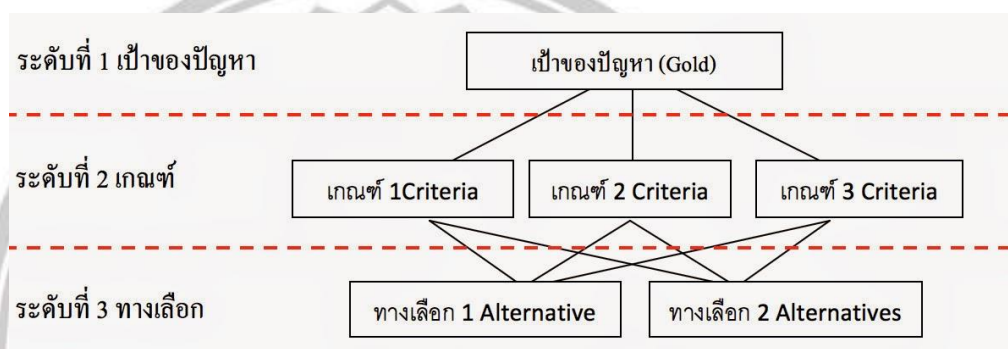 ระดับที่ 1 เป้าของปัญหา
เป้าของปัญหา (Gold)
ระดับที่ 2 เกณฑ์
เกณฑ์ 1Criteria
เกณฑ์ 2 Criteria
เกณฑ์ 3 Criteria
ระดับที่ 3 ทางเลือก
ทางเลือก 1 Alternative
ทางเลือก 2 Alternatives